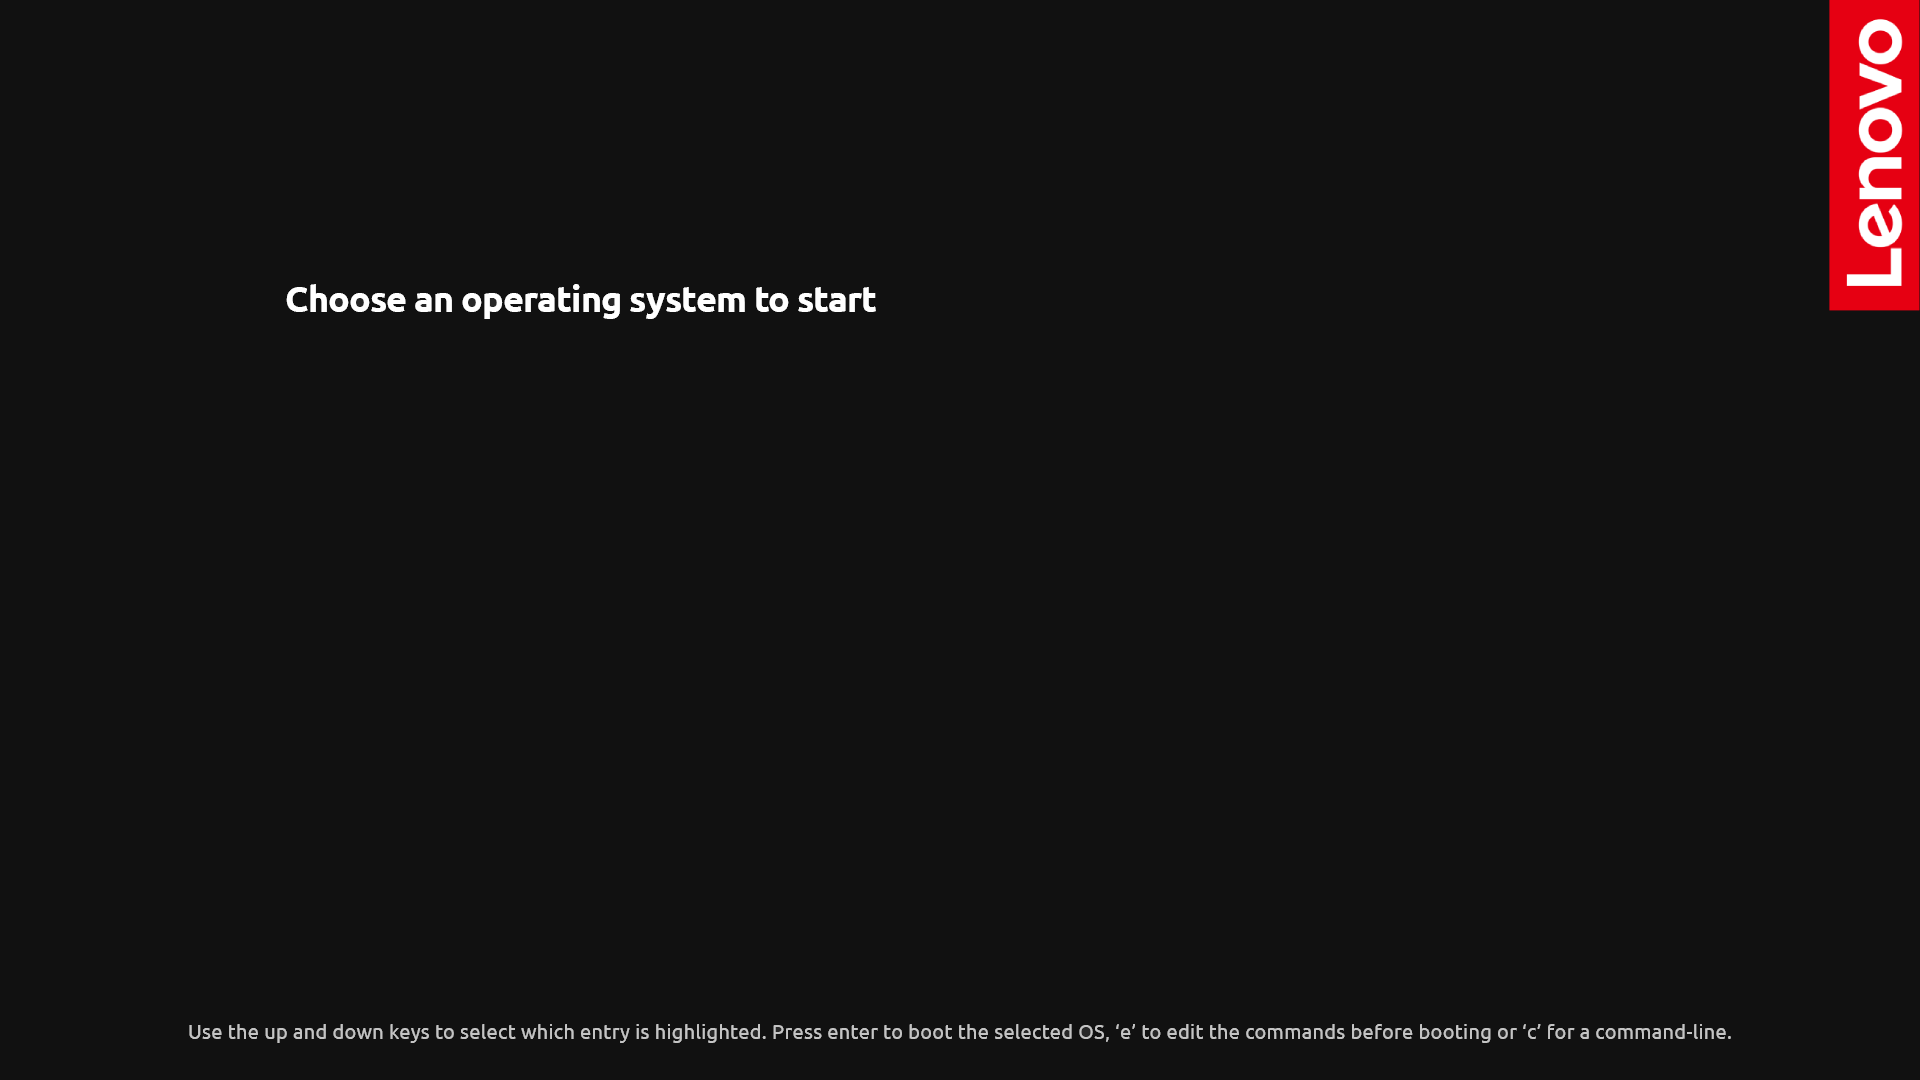 Lenovo
Choose an operating system to start
Use the up and down keys to select which entry is highlighted. Press enter to boot the selected OS, ‘e’ to edit the commands before booting or ‘c’ for a command-line.